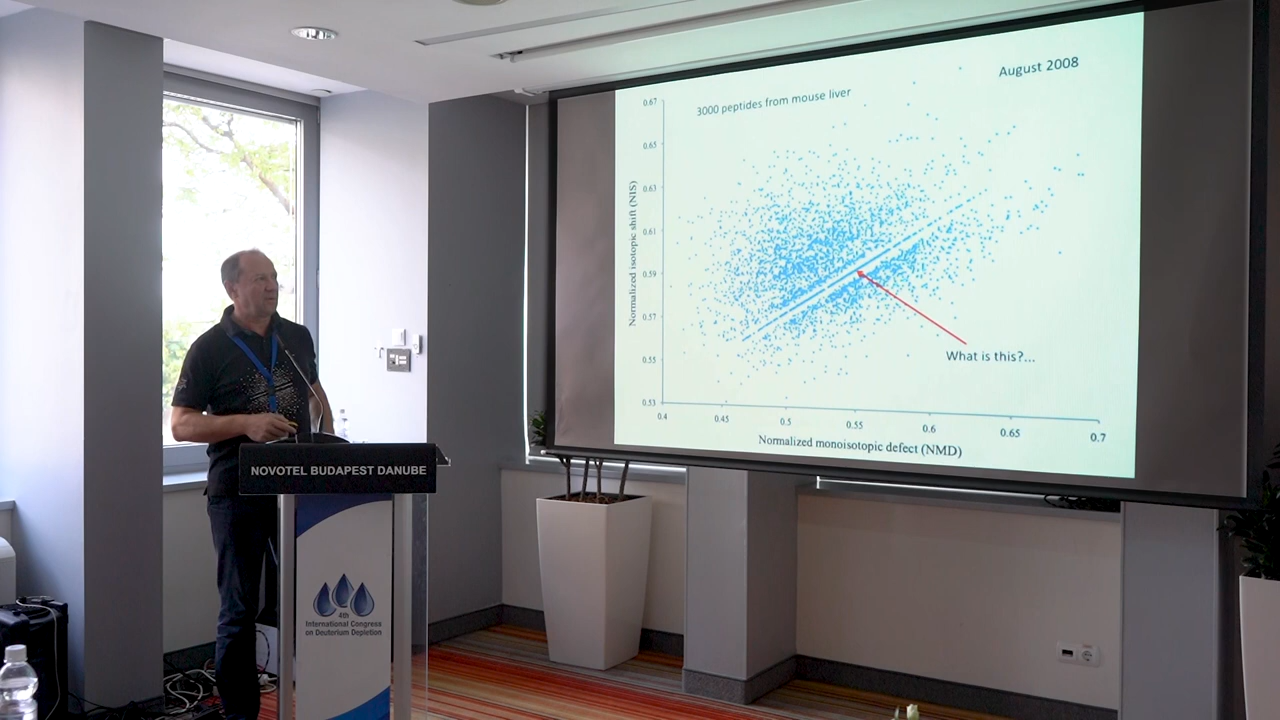 August 2008
3000 peptides from mouse liver
0.67
0.65
0.63
0.61
0.59
0.57
0.55
0.53
Normalized isotopic shift (NIS)
What is this?...
0.4
0.45
0.5
0.55
0.6
0.65
0.7
Normalized monoisotopic defect (NMD)
NOVOTEL BUDAPEST DANUBE
4th
International Congress
on Deuterium Depletion